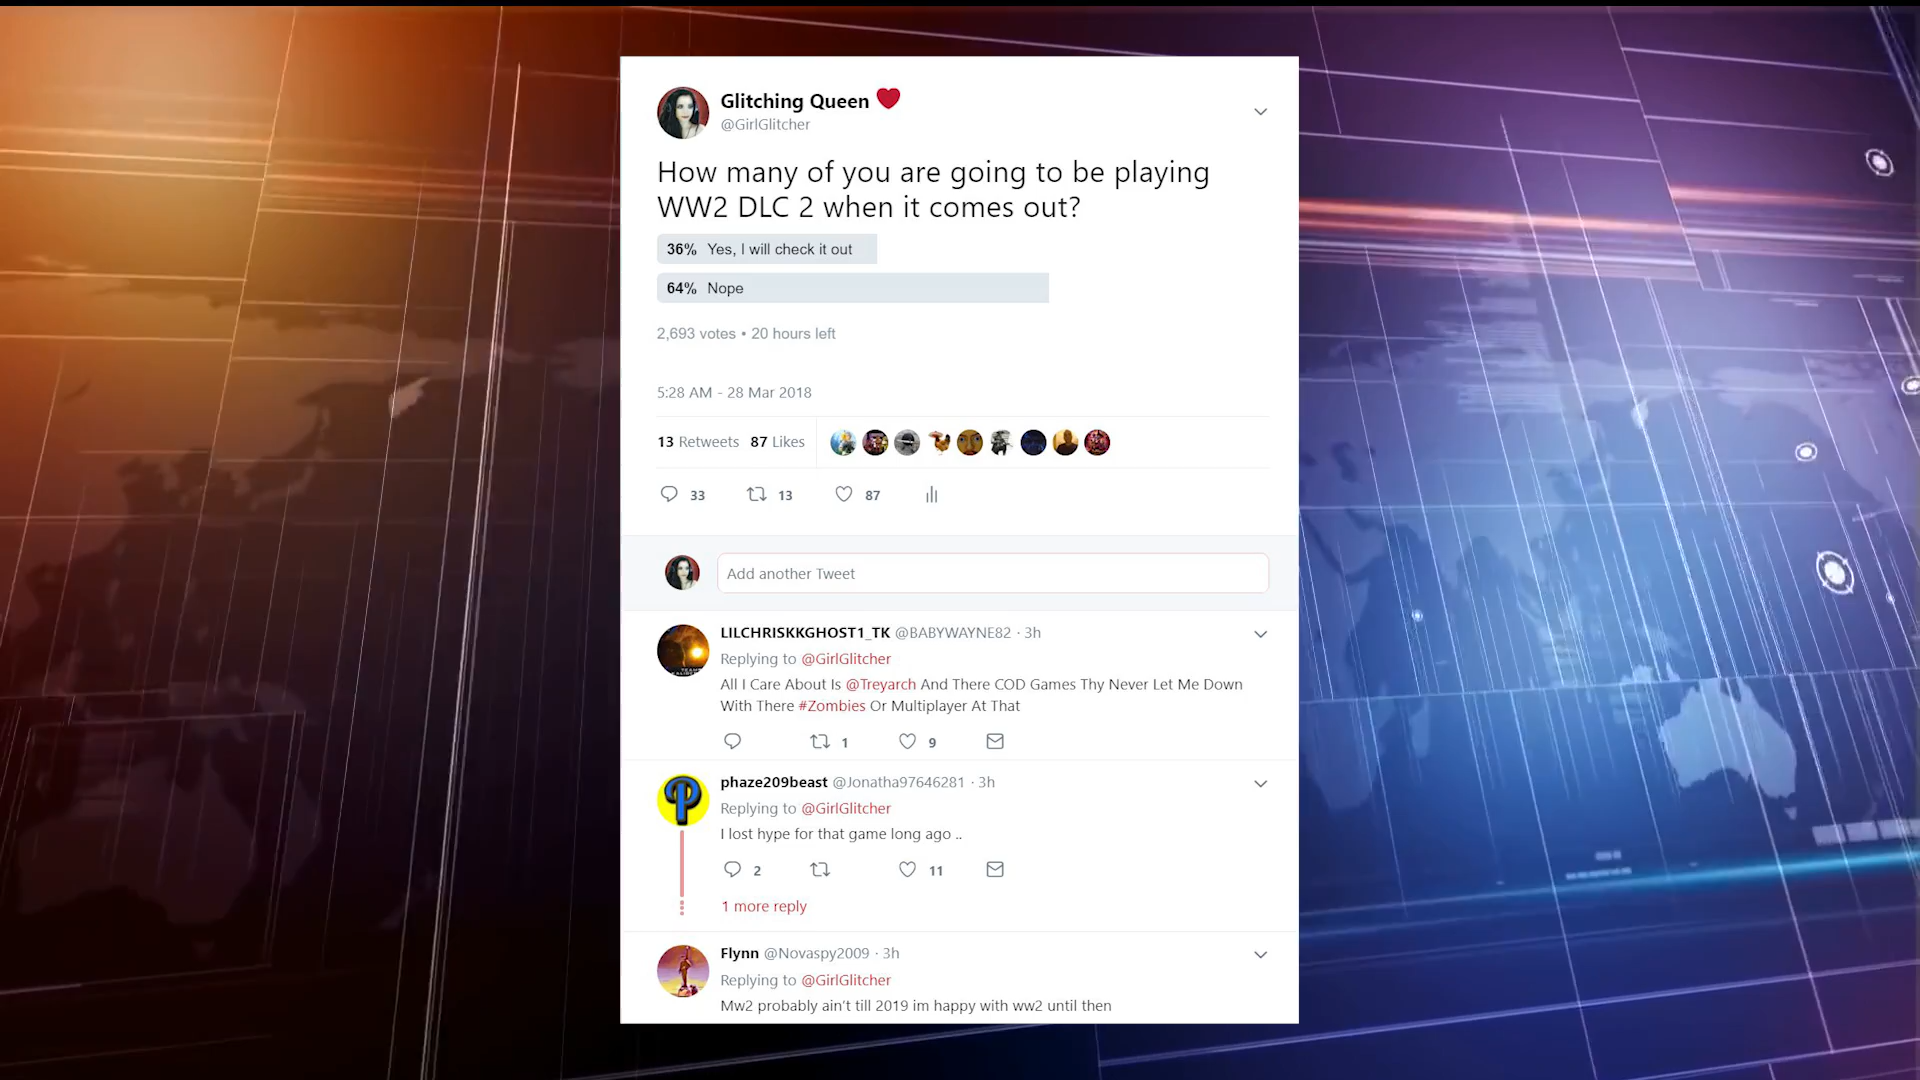 Glitching Queen ❤
@GirlGlitcher
How many of you are going to be playing
WW2 DLC 2 when it comes out?
36% Yes, I will check it out
64% Nope
2,693 votes • 20 hours left
5:28 AM - 28 Mar 2018
13 Retweets 87 Likes
33 13 87
Add another Tweet
LILCHRISKKGHOST1_TK @BABYWAYNE82 · 3h
Replying to @GirlGlitcher
All I Care About Is @Treyarch And There COD Games Thy Never Let Me Down
With There #Zombies Or Multiplayer At That
1 9
phaze209beast @Jonatha97646281 · 3h
Replying to @GirlGlitcher
I lost hype for that game long ago ..
2 11
1 more reply
Flynn @Novaspy2009 · 3h
Replying to @GirlGlitcher
Mw2 probably ain't till 2019 im happy with ww2 until then